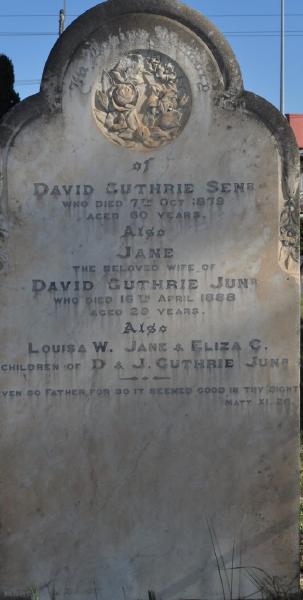 In Loving Memory
of
DAVID GUTHRIE SENR
WHO DIED 7TH OCT 1879
AGED 60 YEARS.
Also
JANE
THE BELOVED WIFE OF
DAVID GUTHRIE JUNR
WHO DIED 16TH APRIL 1888
AGED 29 YEARS.
Also
LOUISA W. JANE & ELIZA C.
CHILDREN OF D & J. GUTHRIE JUNR
EVEN SO FATHER, FOR SO IT SEEMED GOOD IN THY SIGHT
MATT XI. 26.